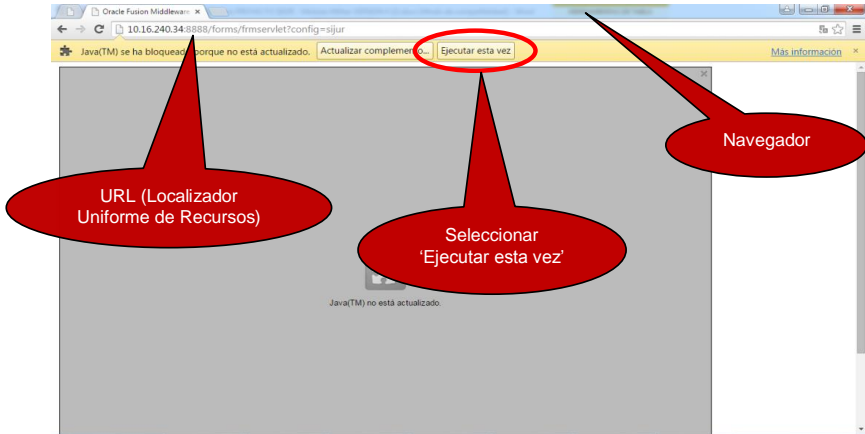 Oracle Fusion Middleware
10.16.240.34:8888/forms/frmservlet?config=sijur
Java(TM) se ha bloqueado porque no está actualizado. Actualizar complemento... Ejecutar esta vez Más información
Navegador
URL (Localizador
Uniforme de Recursos)
Seleccionar
‘Ejecutar esta vez’
Java(TM) no está actualizado.